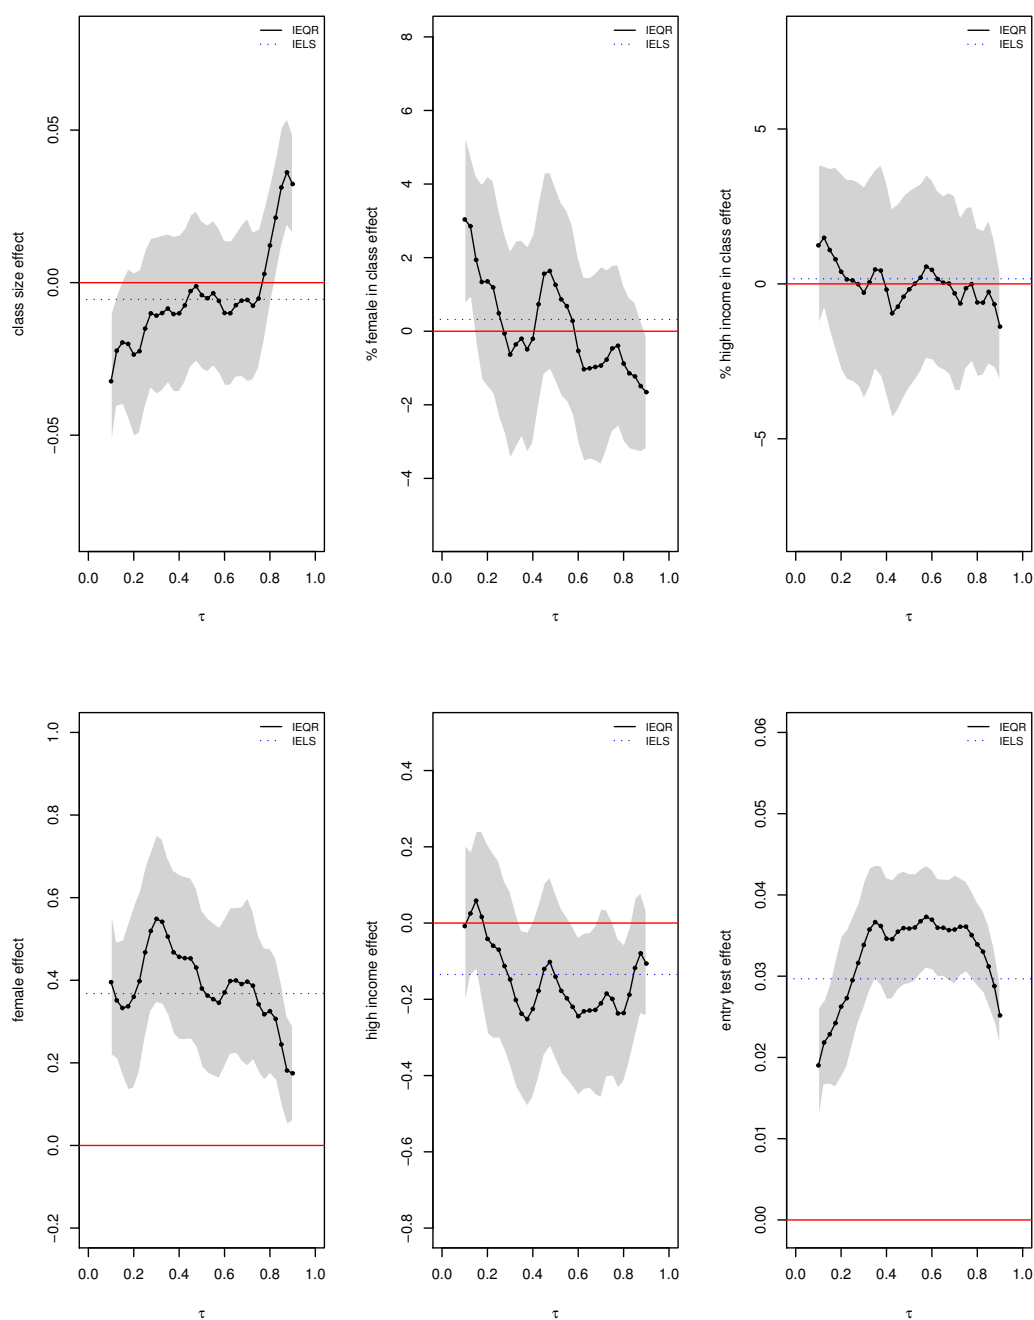 IEQR
IELS
class size effect
0.05
0.00
−0.05
0.0 0.2 0.4 0.6 0.8 1.0
τ
IEQR
IELS
% female in class effect
8
6
4
2
0
−2
−4
0.0 0.2 0.4 0.6 0.8 1.0
τ
IEQR
IELS
% high income in class effect
5
0
−5
0.0 0.2 0.4 0.6 0.8 1.0
τ
IEQR
IELS
female effect
1.0
0.8
0.6
0.4
0.2
0.0
−0.2
0.0 0.2 0.4 0.6 0.8 1.0
τ
IEQR
IELS
high income effect
0.4
0.2
0.0
−0.2
−0.4
−0.6
−0.8
0.0 0.2 0.4 0.6 0.8 1.0
τ
IEQR
IELS
entry test effect
0.06
0.05
0.04
0.03
0.02
0.01
0.00
0.0 0.2 0.4 0.6 0.8 1.0
τ